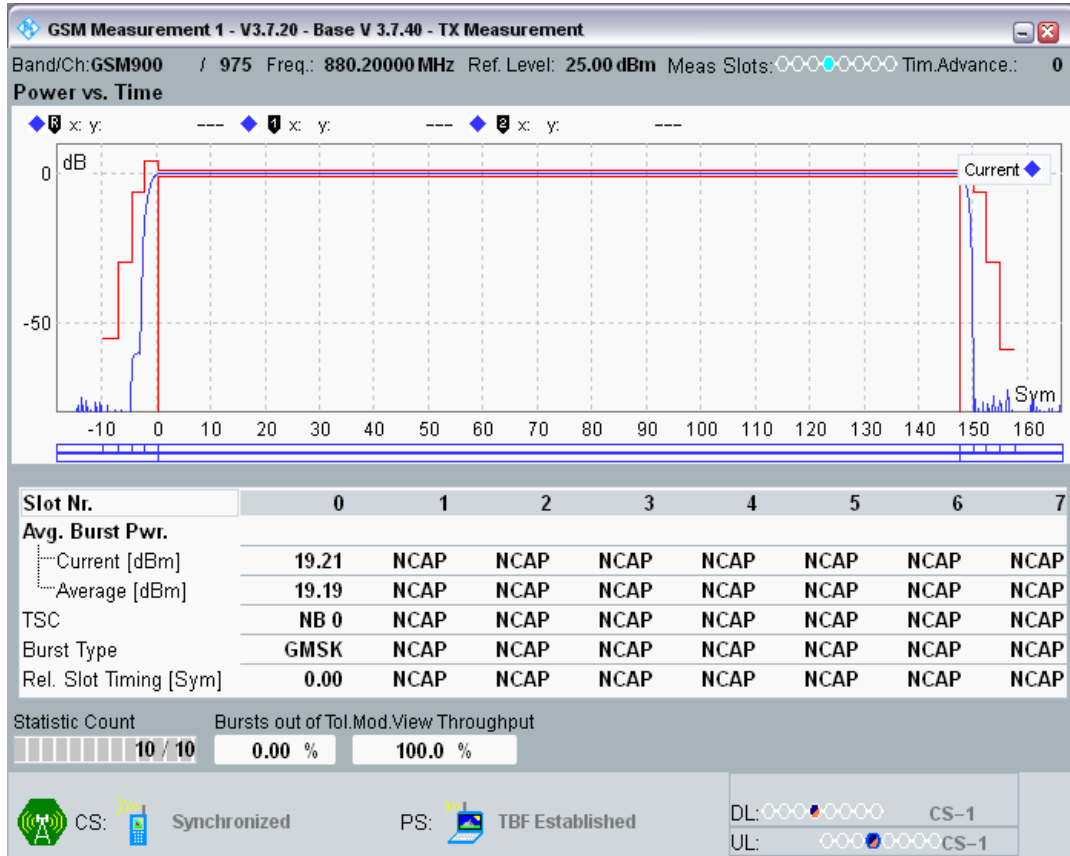 GSM Measurement 1 - V3.7.20 - Base V 3.7.40 - TX Measurement
Band/Ch:GSM900 / 975 Freq.: 880.20000 MHz Ref. Level: 25.00 dBm Meas Slots: Tim.Advance.: 0
Power vs. Time
R x: y: --- 1 x: y: --- 2 x: y: ---
dB
Current
0
-50
Sym
-10 0 10 20 30 40 50 60 70 80 90 100 110 120 130 140 150 160
Slot Nr. 0 1 2 3 4 5 6 7
Avg. Burst Pwr.
Current [dBm] 19.21 NCAP NCAP NCAP NCAP NCAP NCAP NCAP
Average [dBm] 19.19 NCAP NCAP NCAP NCAP NCAP NCAP NCAP
TSC NB 0 NCAP NCAP NCAP NCAP NCAP NCAP NCAP
Burst Type GMSK NCAP NCAP NCAP NCAP NCAP NCAP NCAP
Rel. Slot Timing [Sym] 0.00 NCAP NCAP NCAP NCAP NCAP NCAP NCAP
Statistic Count Bursts out of Tol. Mod.View Throughput
10 / 10 0.00 % 100.0 %
CS: Synchronized PS: TBF Established DL: CS-1
UL: CS-1